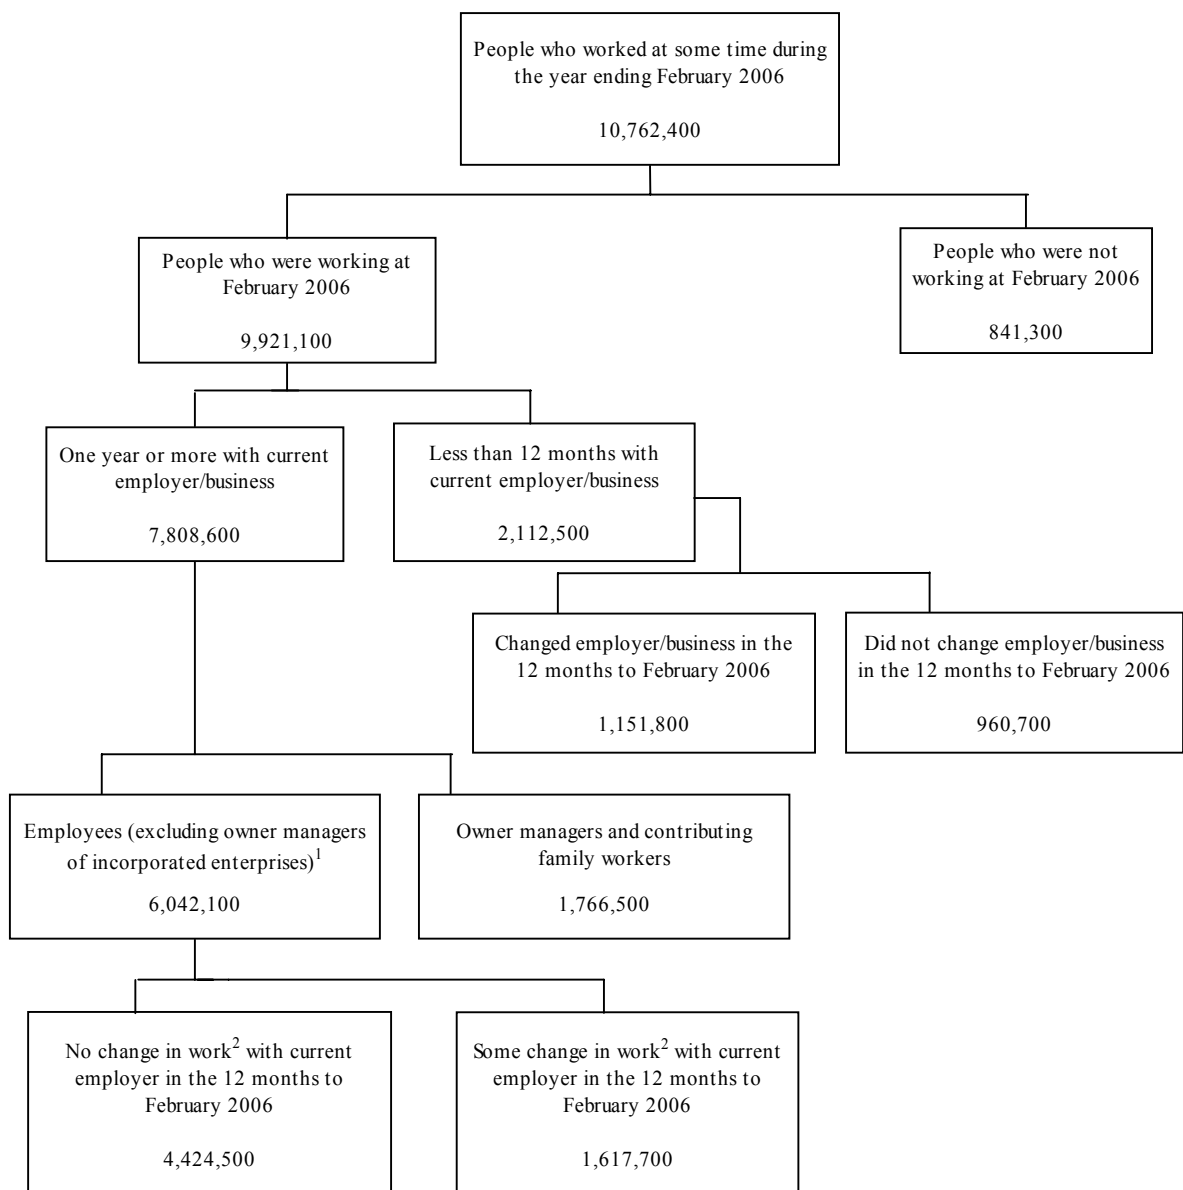 People who worked at some time during
the year ending February 2006
10,762,400
People who were working at
February 2006
9,921,100
People who were not
working at February 2006
841,300
One year or more with current
employer/business
7,808,600
Less than 12 months with
current employer/business
2,112,500
Changed employer/business in the
12 months to February 2006
1,151,800
Did not change employer/business
in the 12 months to February 2006
960,700
Employees (excluding owner managers
of incorporated enterprises)1
6,042,100
Owner managers and contributing
family workers
1,766,500
No change in work2 with current
employer in the 12 months to
February 2006
4,424,500
Some change in work2 with current
employer in the 12 months to
February 2006
1,617,700